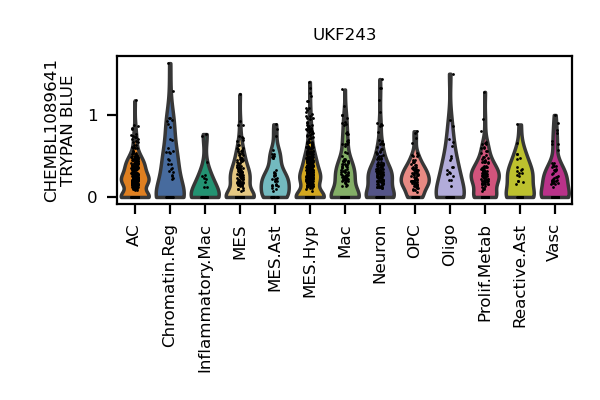 UKF243
CHEMBL1089641
TRYPAN BLUE
1
0
AC
Chromatin.Reg
Inflammatory.Mac
MES
MES.Ast
MES.Hyp
Mac
Neuron
OPC
Oligo
Prolif.Metab
Reactive.Ast
Vasc